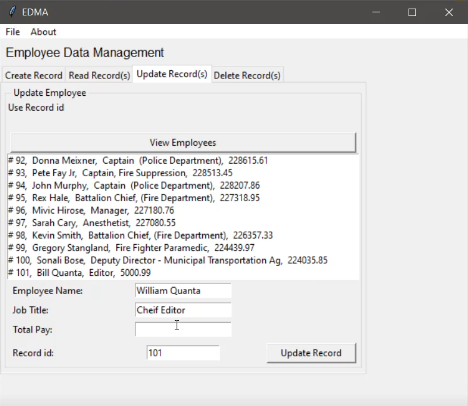 EDMA
File About
Employee Data Management
Create Record Read Record(s) Update Record(s) Delete Record(s)
Update Employee
Use Record id
View Employees
# 92, Donna Meixner, Captain (Police Department), 228615.61
# 93, Pete Fay Jr, Captain, Fire Suppression, 228513.45
# 94, John Murphy, Captain (Police Department), 228207.86
# 95, Rex Hale, Battalion Chief, (Fire Department), 227318.95
# 96, Mivic Hirose, Manager, 227180.76
# 97, Sarah Cary, Anesthetist, 227080.55
# 98, Kevin Smith, Battalion Chief, (Fire Department), 226357.33
# 99, Gregory Stangland, Fire Fighter Paramedic, 224439.97
# 100, Sonali Bose, Deputy Director - Municipal Transportation Ag, 224035.85
# 101, Bill Quanta, Editor, 5000.99
Employee Name: William Quanta
Job Title: Cheif Editor
Total Pay:
Record id: 101 Update Record